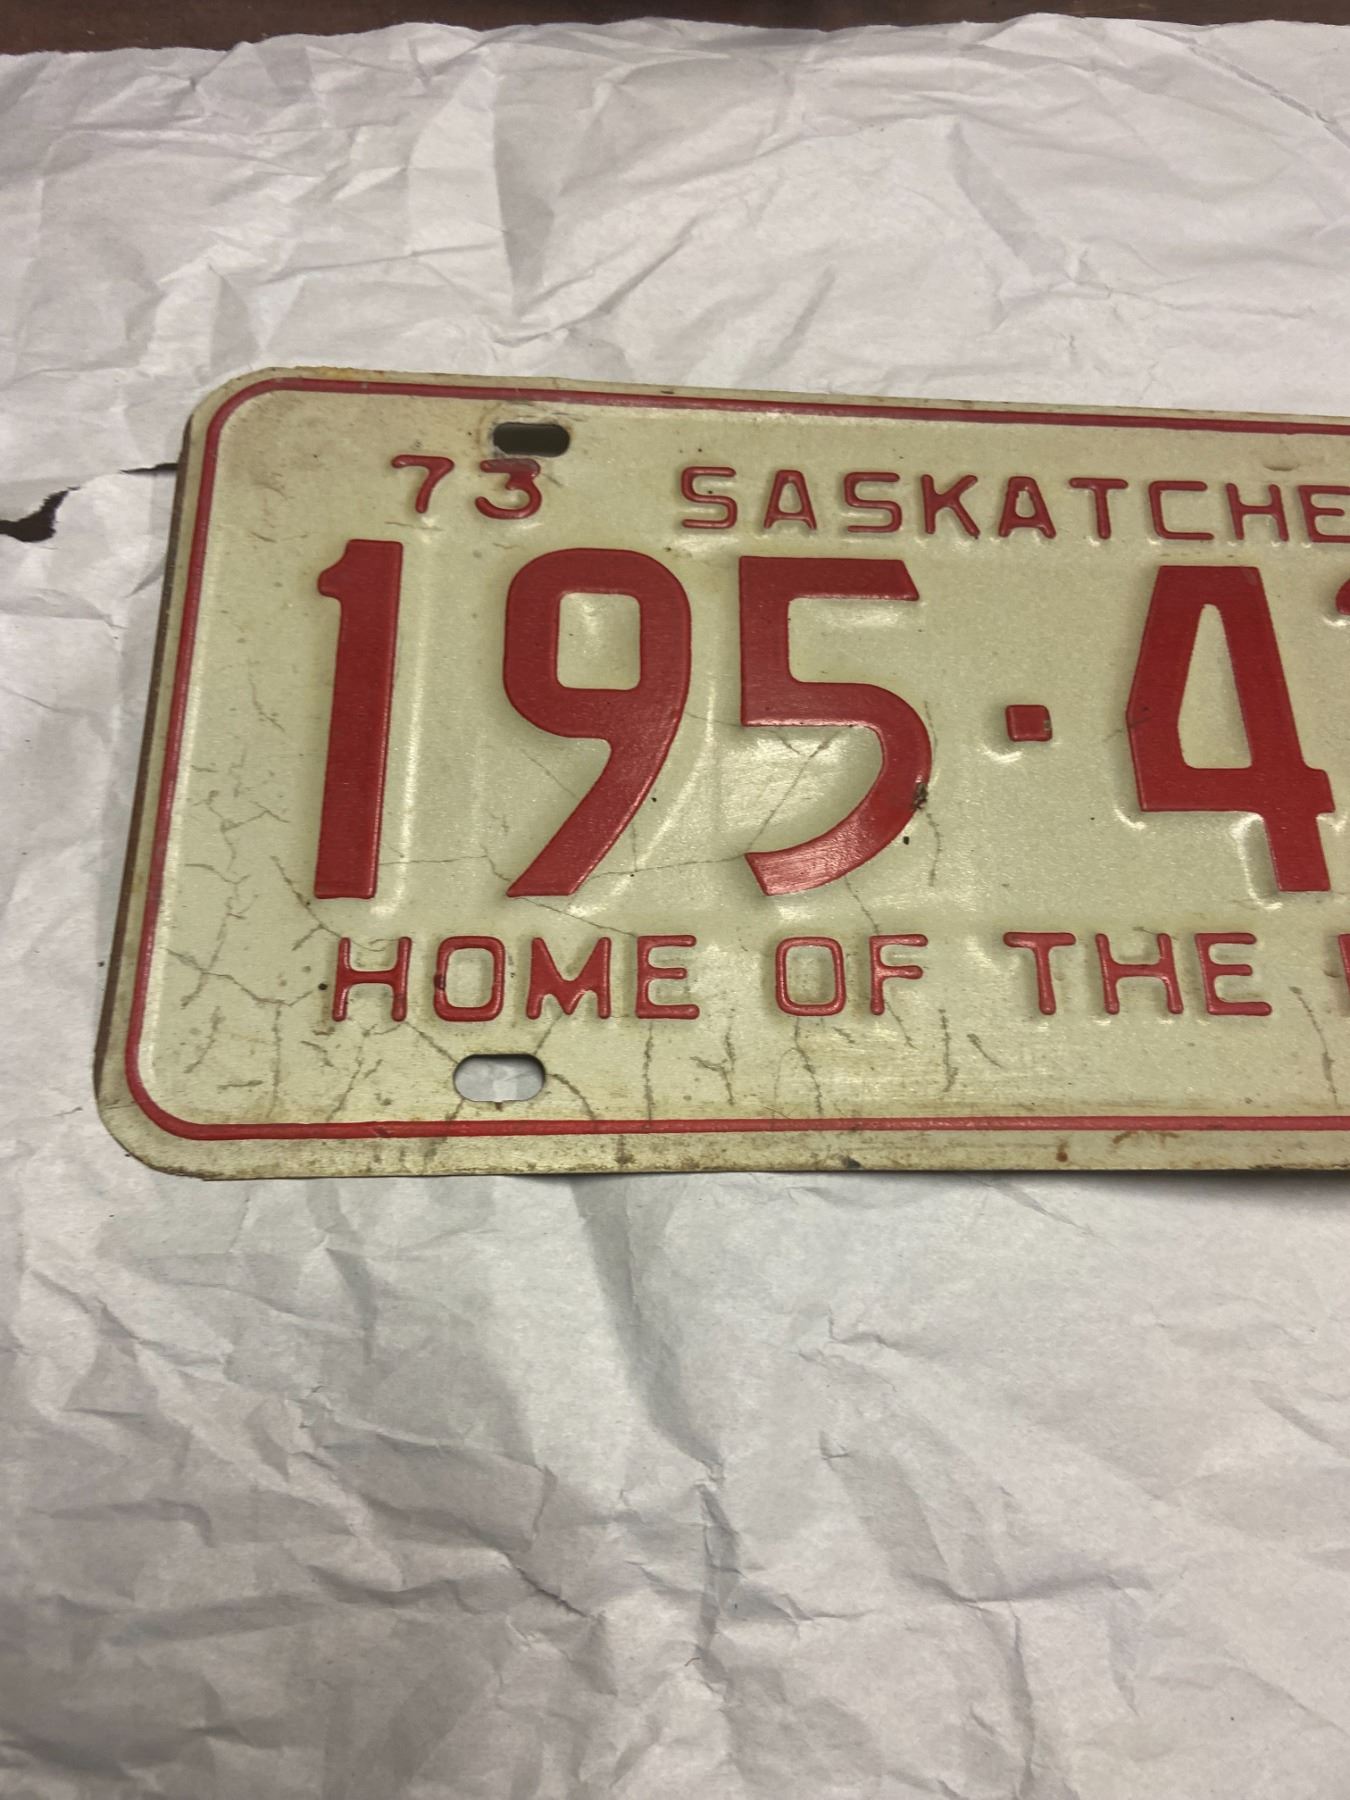 73 SASKATCHE
195·4
HOME OF THE